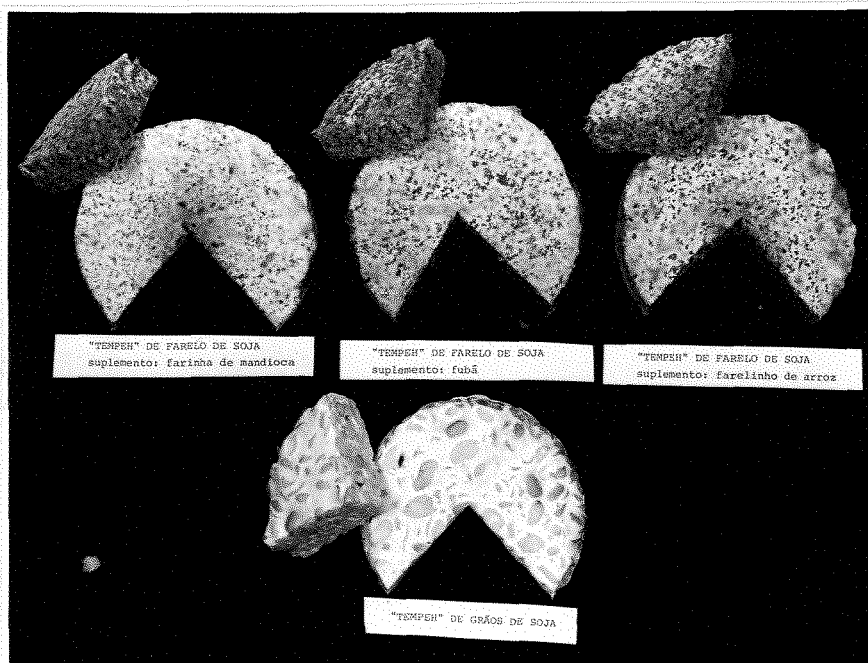 "TEMPEH" DE FARELO DE SOJA
suplemento: farinha de mandioca
"TEMPEH" DE FARELO DE SOJA
suplemento: fubã
"TEMPEH" DE FARELO DE SOJA
suplemento: farelinho de arroz
"TEMPEH" DE GRÃOS DE SOJA